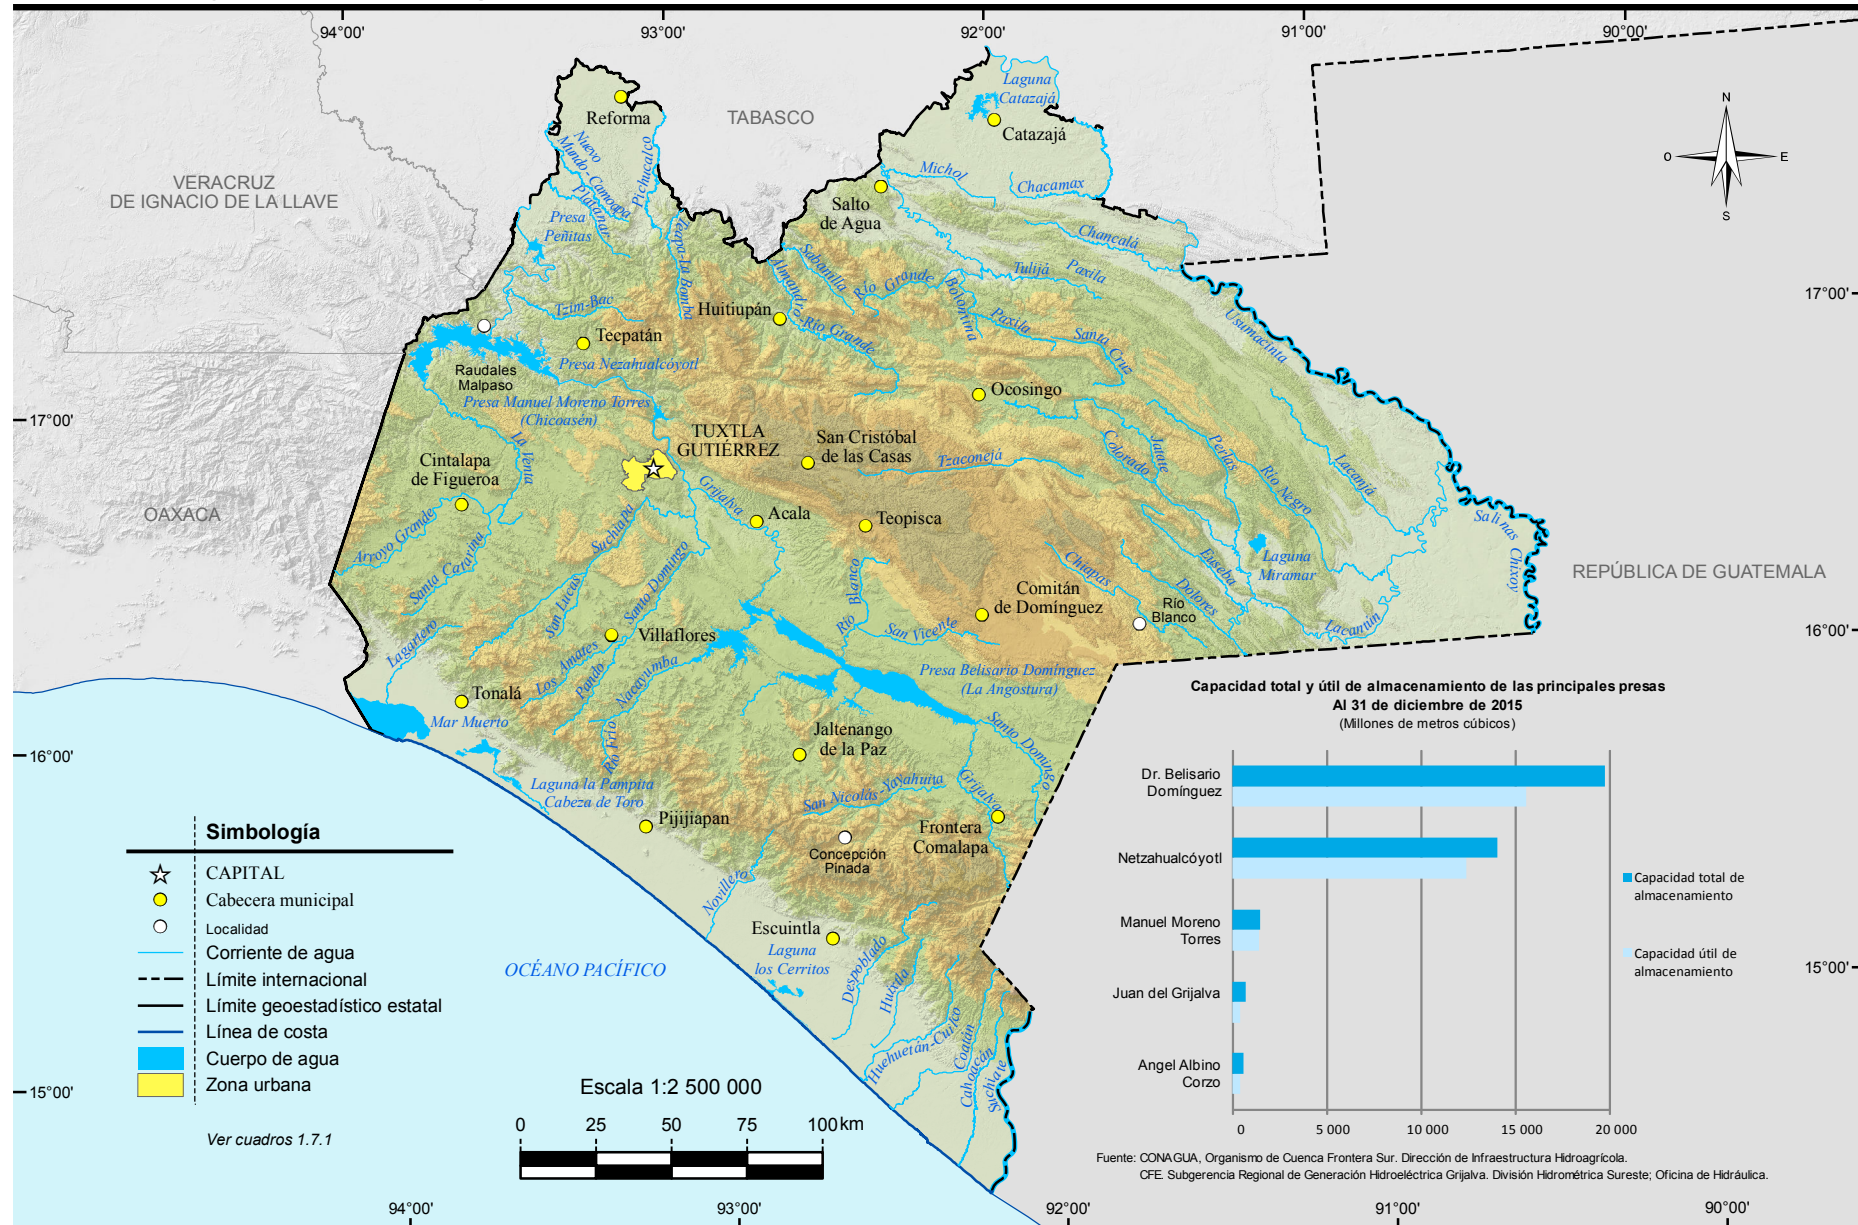 94°00'
93°00'
92°00'
91°00'
90°00'
Laguna
Catazajá
Reforma
TABASCO
Catazajá
N
O
E
S
VERACRUZ
DE IGNACIO DE LA LLAVE
Nuevo
Mundo-Camoapa
Platanar
Pichucalco
Michol
Chacamax
Salto
de Agua
Presa
Peñitas
Teapa-La Bomba
Chancalá
Sabanilla
Almandro-Río Grande
Río Grande
Tulijá
Paxila
Bolontina
17°00'
Tzim-Bac
Huitiupán
Tecpatán
Paxila
Santa Cruz
Usumacinta
Presa Nezahualcóyotl
Raudales
Malpaso
Ocosingo
Presa Manuel Moreno Torres
(Chicoasén)
17°00'
TUXTLA
GUTIÉRREZ
San Cristóbal
de las Casas
La Venta
Cintalapa
de Figueroa
Tzaconejá
Colorado
Jatate
Perlas
Río Negro
Lacanjá
Grijalva
OAXACA
Acala
Teopisca
Arroyo Grande
Suchiapa
Salinas
Chixoy
Santa Catarina
Santo Domingo
Euseba
Laguna
Miramar
REPÚBLICA DE GUATEMALA
San Lucas
Río Blanco
Chiapas
Dolores
Comitán
de Domínguez
Río
Blanco
Lagartero
Villaflores
San Vicente
Lacantún
16°00'
Los Amates
Pando
Nacayumba
Presa Belisario Domínguez
(La Angostura)
Tonalá
Mar Muerto
Río Frío
Jaltenango
de la Paz
Santo Domingo
16°00'
Laguna la Pampita
Cabeza de Toro
San Nicolás-Yayahuita
Grijalva
Pijijiapan
Frontera
Comalapa
Concepción
Pinada
Novillero
Escuintla
Laguna
los Cerritos
Despoblado
Huixtla
OCÉANO PACÍFICO
15°00'
Huehuetán-Cuilco
Coatán
Cahoacán
Suchiate
Simbología
CAPITAL
Cabecera municipal
Localidad
Corriente de agua
Límite internacional
Límite geoestadístico estatal
Línea de costa
Cuerpo de agua
Zona urbana
15°00'
Ver cuadros 1.7.1
Escala 1:2 500 000
0 25 50 75 100 km
Capacidad total y útil de almacenamiento de las principales presas
Al 31 de diciembre de 2015
(Millones de metros cúbicos)
Dr. Belisario
Domínguez
Netzahualcóyotl
Manuel Moreno
Torres
Juan del Grijalva
Angel Albino
Corzo
Capacidad total de
almacenamiento
Capacidad útil de
almacenamiento
0 5 000 10 000 15 000 20 000
Fuente: CONAGUA, Organismo de Cuenca Frontera Sur. Dirección de Infraestructura Hidroagrícola.
CFE. Subgerencia Regional de Generación Hidroeléctrica Grijalva. División Hidrométrica Sureste; Oficina de Hidráulica.
94°00'
93°00'
92°00'
91°00'
90°00'